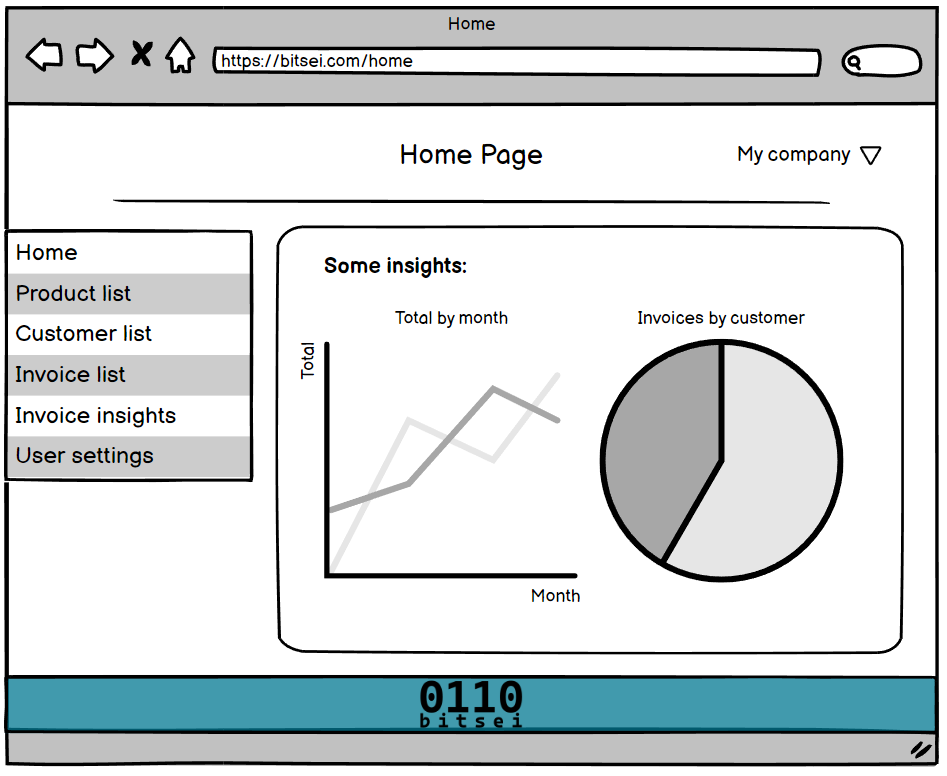 Home
https://bitsei.com/home
Home Page
My company
Home
Product list
Customer list
Invoice list
Invoice insights
User settings
Some insights:
Total by month
Invoices by customer
Total
Month
0110
bitsei